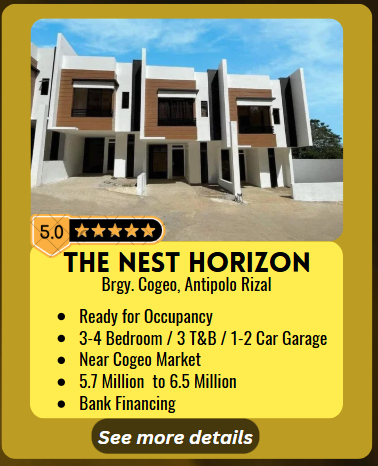 5.0
THE NEST HORIZON
Brgy. Cogeo, Antipolo Rizal
• Ready for Occupancy
• 3-4 Bedroom / 3 T&B / 1-2 Car Garage
• Near Cogeo Market
• 5.7 Million to 6.5 Million
• Bank Financing
See more details